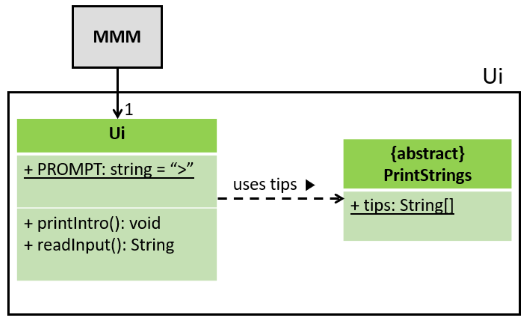 MMM
Ui
1
Ui
+ PROMPT: string = “>”
+ printIntro(): void
+ readInput(): String
uses tips ▶
{abstract}
PrintStrings
+ tips: String[]